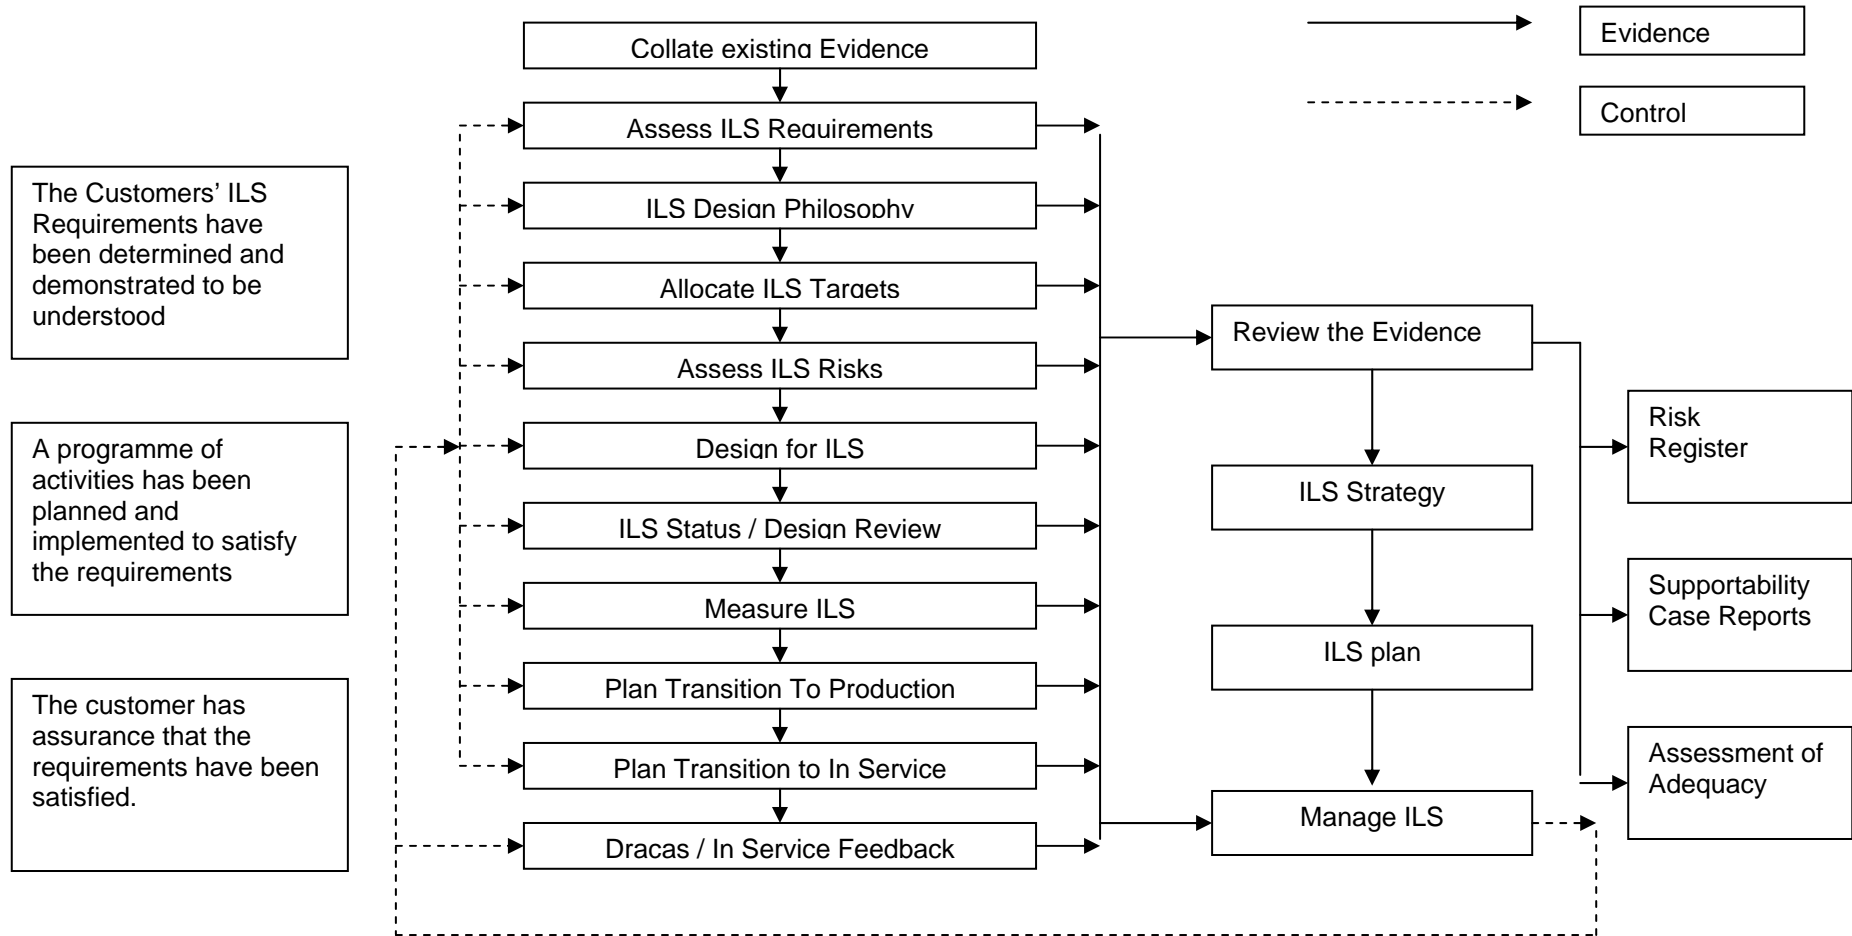 Collate existing Evidence
Evidence
Control
Assess ILS Requirements
ILS Design Philosophy
Allocate ILS Targets
Assess ILS Risks
Design for ILS
ILS Status / Design Review
Measure ILS
Plan Transition To Production
Plan Transition to In Service
Dracas / In Service Feedback
The Customers’ ILS
Requirements have
been determined and
demonstrated to be
understood
A programme of
activities has been
planned and
implemented to satisfy
the requirements
The customer has
assurance that the
requirements have been
satisfied.
Review the Evidence
ILS Strategy
ILS plan
Manage ILS
Risk
Register
Supportability
Case Reports
Assessment of
Adequacy